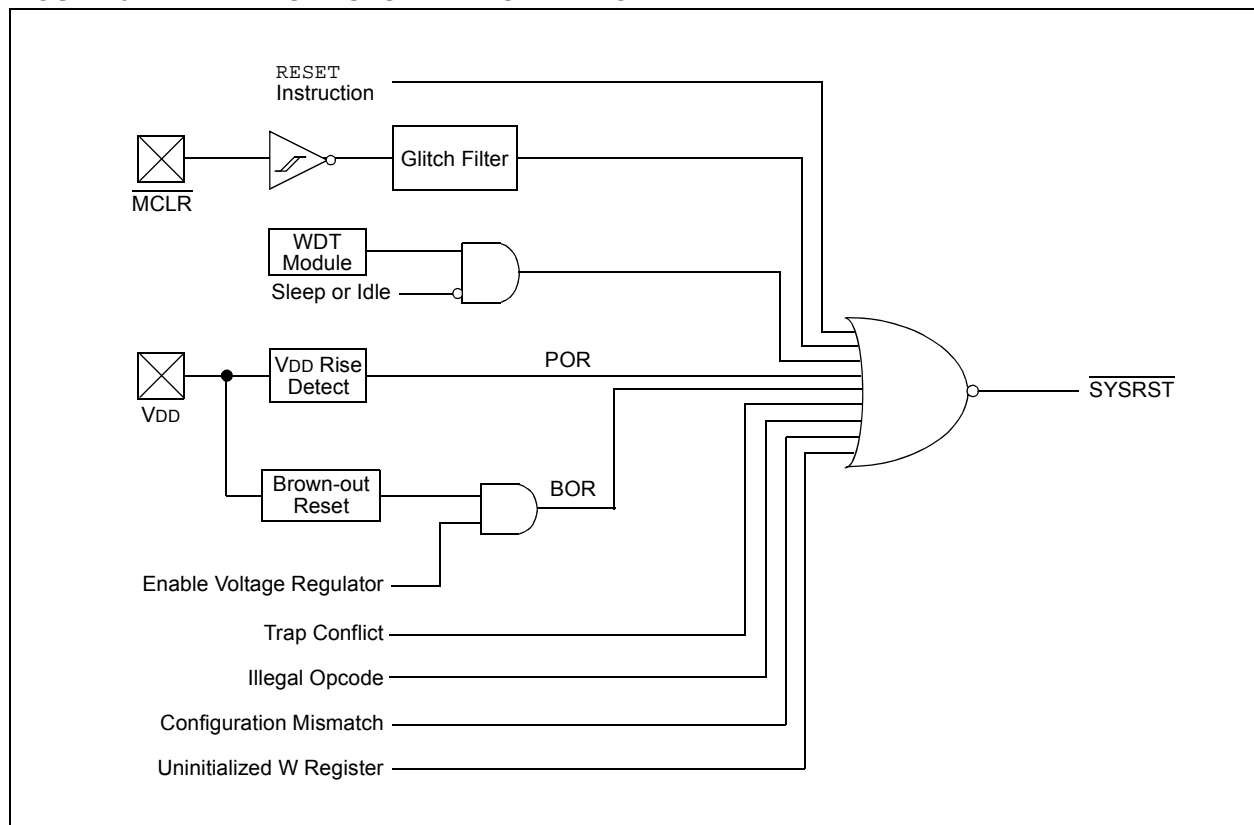 RESET
Instruction
MCLR
Glitch Filter
WDT
Module
Sleep or Idle
VDD
VDD Rise
Detect
POR
SYSRST
Brown-out
Reset
BOR
Enable Voltage Regulator
Trap Conflict
Illegal Opcode
Configuration Mismatch
Uninitialized W Register